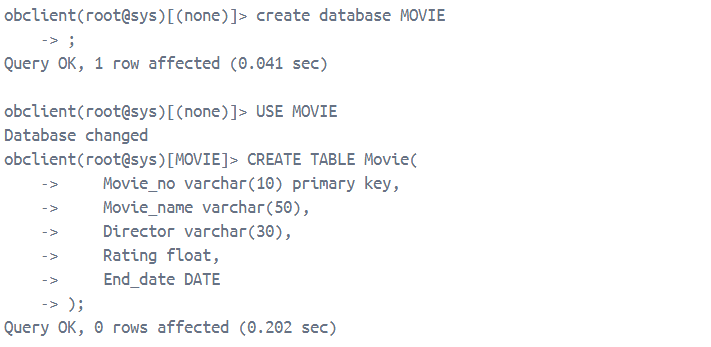 obclient(root@sys)[(none)]> create database MOVIE
    -> ;
Query OK, 1 row affected (0.041 sec)

obclient(root@sys)[(none)]> USE MOVIE
Database changed
obclient(root@sys)[MOVIE]> CREATE TABLE Movie(
    ->     Movie_no varchar(10) primary key,
    ->     Movie_name varchar(50),
    ->     Director varchar(30),
    ->     Rating float,
    ->     End_date DATE
    -> );
Query OK, 0 rows affected (0.202 sec)